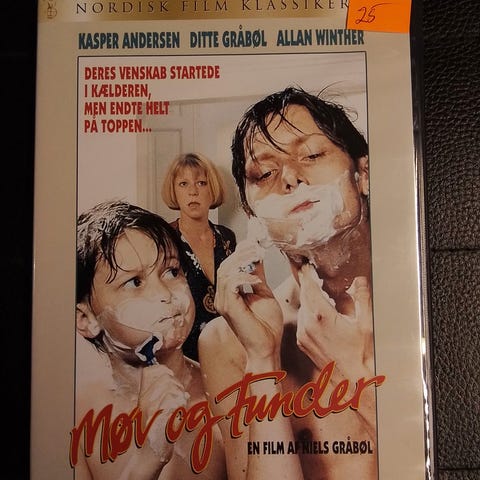 NORDISK FILM KLASSIKER
25
KASPER ANDERSEN DITTE GRÅBØL ALLAN WINTHER
DERES VENSKAB STARTEDE
I KÆLDEREN,
MEN ENDTE HELT
PÅ TOPPEN...
Møv og Funder
EN FILM AF NIELS GRÅBØL